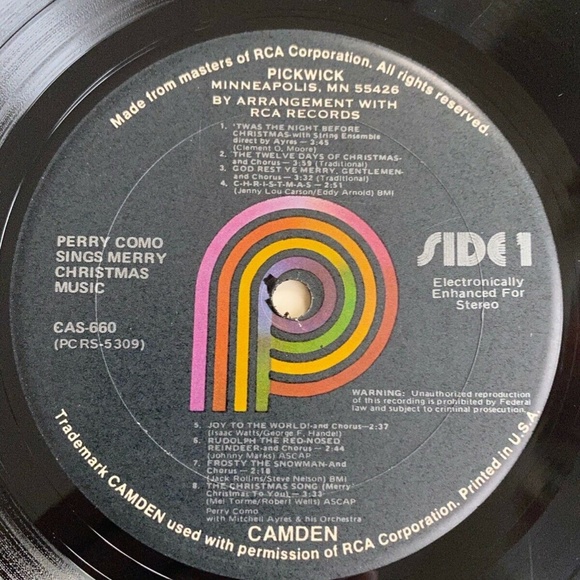 Made from masters of RCA Corporation. All rights reserved.
PICKWICK
MINNEAPOLIS, MN 55426
BY ARRANGEMENT WITH
RCA RECORDS
1. 'TWAS THE NIGHT BEFORE
CHRISTMAS-with String Ensemble
direct by Ayres — 3:45
(Clement O. Moore)
2. THE TWELVE DAYS OF CHRISTMAS-
and Chorus — 3:59 (Traditional)
3. GOD REST YE MERRY, GENTLEMEN-
and Chorus — 3:32 (Traditional)
4. C-H-R-I-S-T-M-A-S — 2:51
(Jenny Lou Carson/Eddy Arnold) BMI
PERRY COMO
SINGS MERRY
CHRISTMAS
MUSIC
CAS-660
(PCRS-5309)
SIDE 1
Electronically
Enhanced For
Stereo
WARNING: Unauthorized reproduction
of this recording is prohibited by Federal
law and subject to criminal prosecution.
5. JOY TO THE WORLD!-and Chorus—2:37
(Isaac Watts/George F. Handel)
6. RUDOLPH THE RED-NOSED
REINDEER-and Chorus — 2:44
(Johnny Marks) ASCAP
7. FROSTY THE SNOWMAN-And
Chorus — 2:18
(Jack Rollins/Steve Nelson) BMI
8. THE CHRISTMAS SONG (Merry
Christmas To You) — 3:33
(Mel Torme/Robert Wells) ASCAP
Perry Como
with Mitchell Ayres & his Orchestra
CAMDEN
Trademark CAMDEN used with permission of RCA Corporation. Printed in U.S.A.